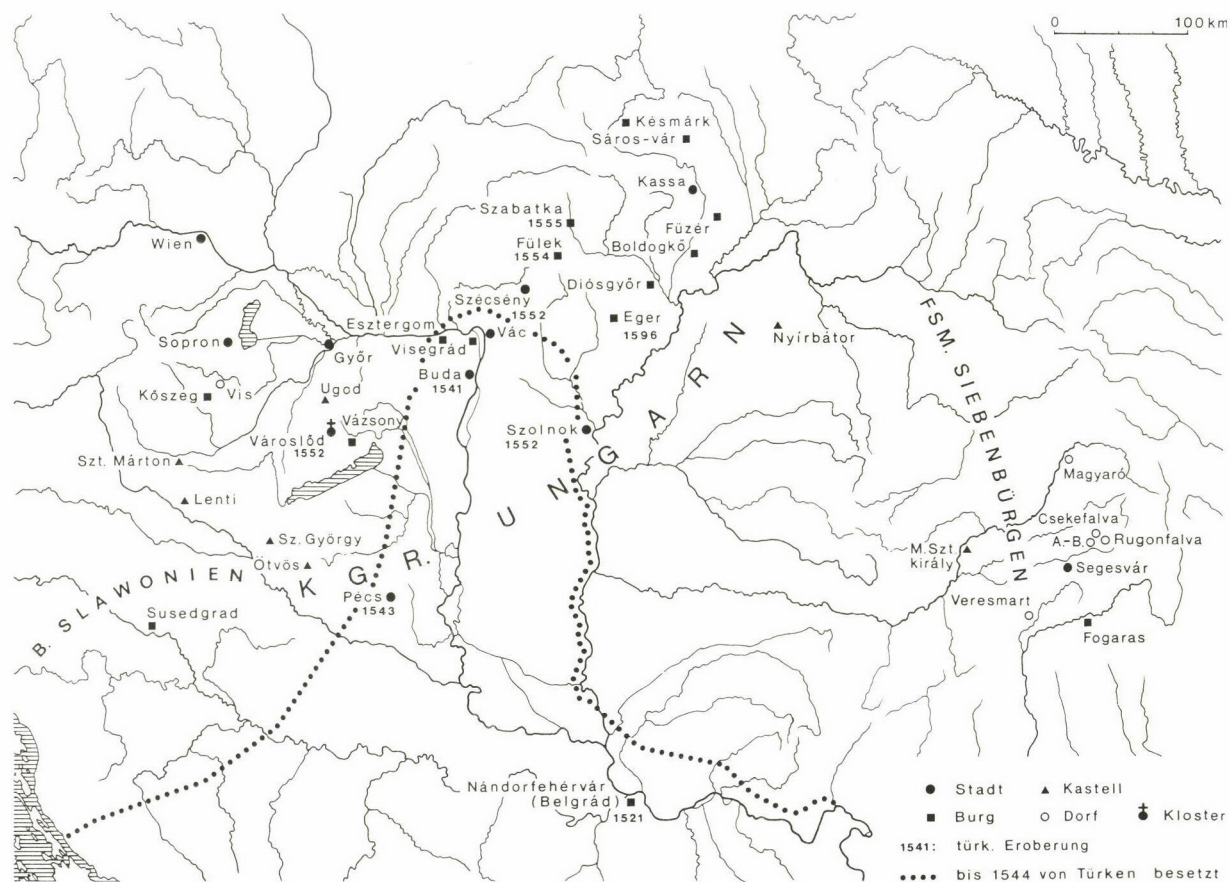 0 100 km
Késmárk
Sáros-vár
Kassa
Szabatka
1555
Füzér
Wien
Fülek
1554
Boldogkő
Diósgyőr
Szécsény
1552
Eger
1596
Esztergom
Vác
Nyírbátor
Sopron
Győr
Visegrád
Buda
1541
Kőszeg
Vis
Ugod
Vázsony
Városlőd
1552
Szolnok
1552
Szt. Márton
Lenti
Magyaró
Csekefalva
A.-B.
Rugonfalva
Sz. György
Ötvös
M. Szt.
király
Segesvár
Pécs
1543
Veresmart
Susedgrad
Fogaras
B. SLAWONIEN
KGR. UNGARN
FSM. SIEBENBÜRGEN
Nándorfehérvár
(Belgrád)
1521
Stadt Kastell
Burg Dorf Kloster
1541: türk. Eroberung
bis 1544 von Türken besetzt